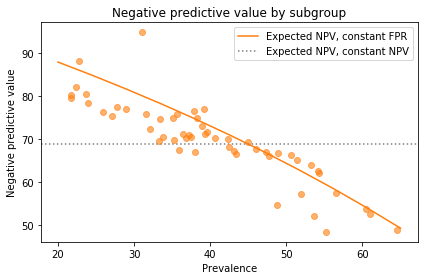 Negative predictive value by subgroup
Expected NPV, constant FPR
Expected NPV, constant NPV
Negative predictive value
90
80
70
60
50
20
30
40
50
60
Prevalence